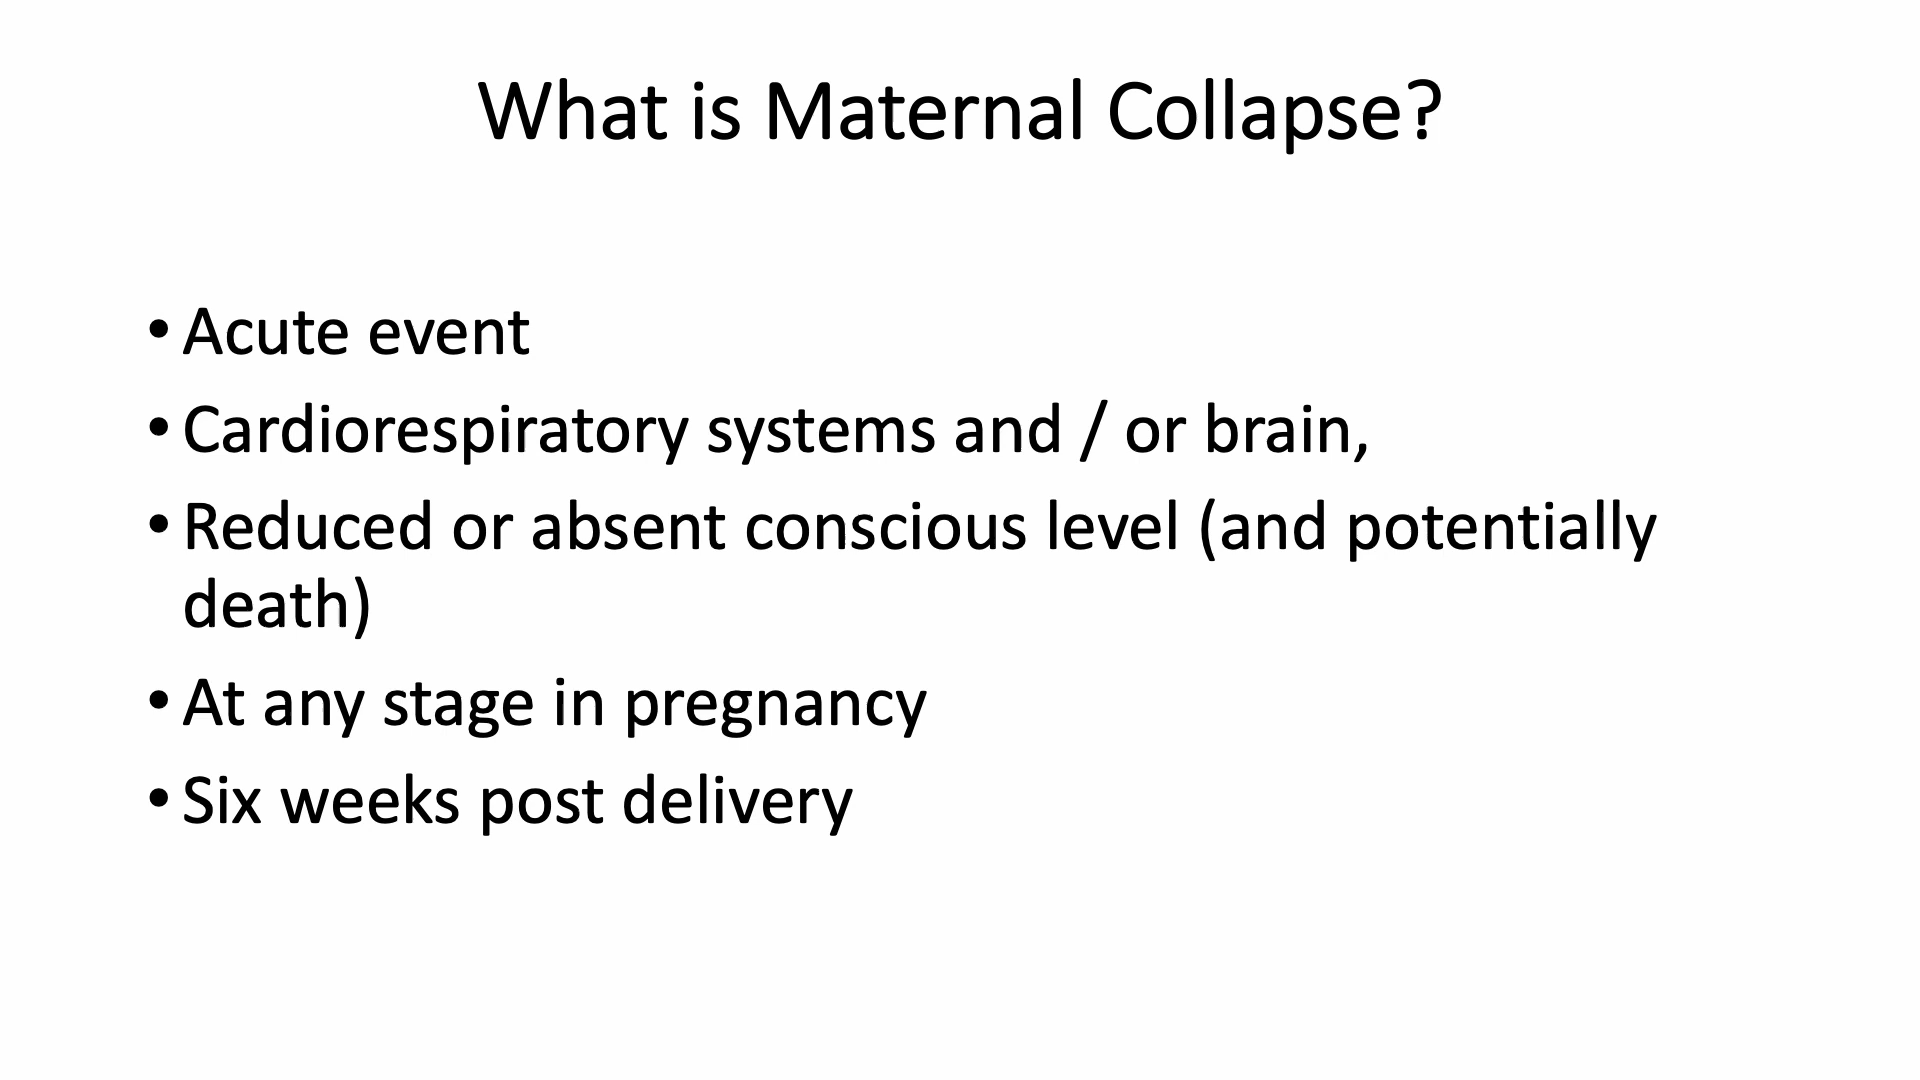 What is Maternal Collapse?
• Acute event
• Cardiorespiratory systems and / or brain,
• Reduced or absent conscious level (and potentially
death)
• At any stage in pregnancy
• Six weeks post delivery